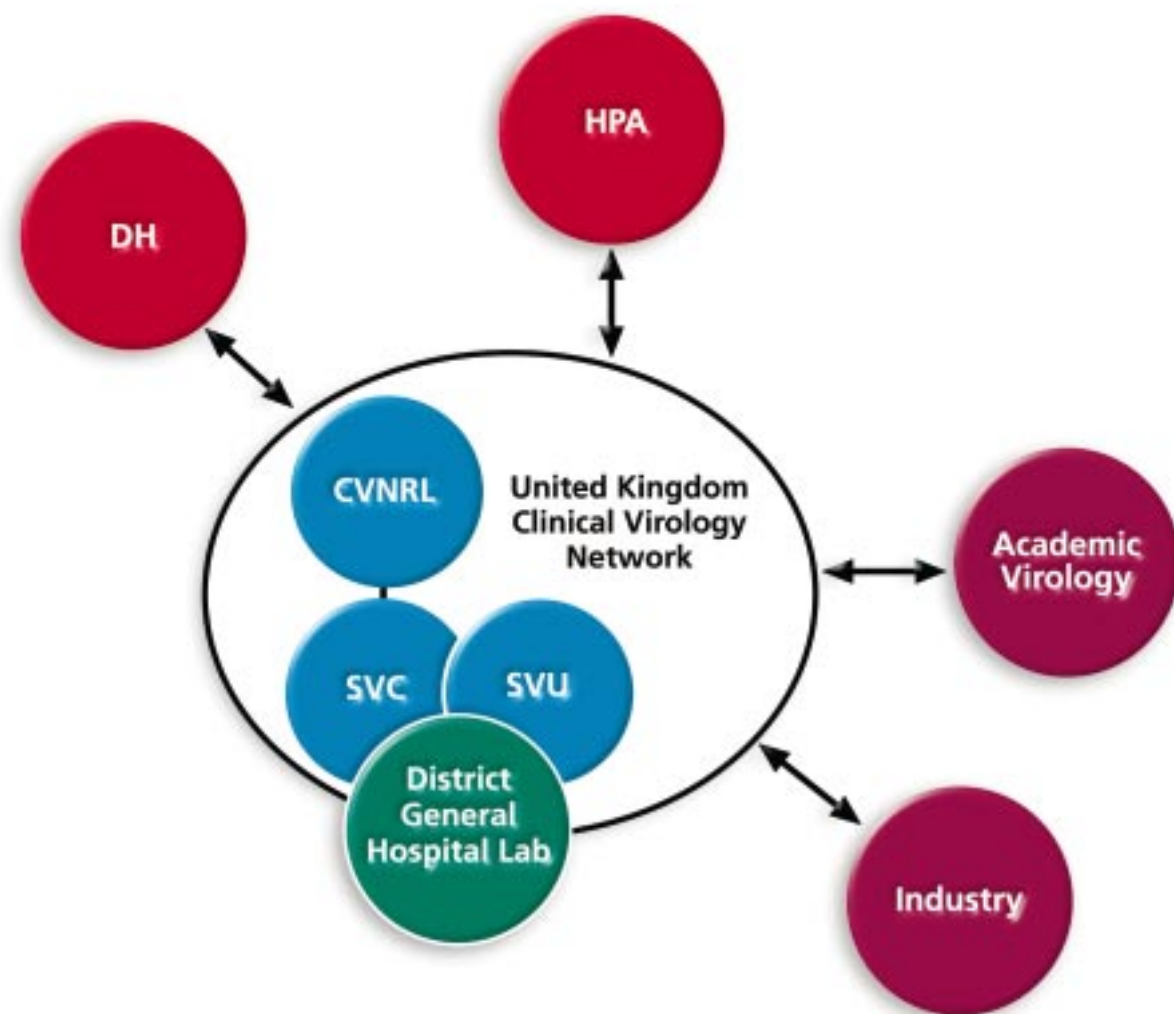 HPA
DH
CVNRL
United Kingdom
Clinical Virology
Network
Academic
Virology
SVC
SVU
District
General
Hospital Lab
Industry